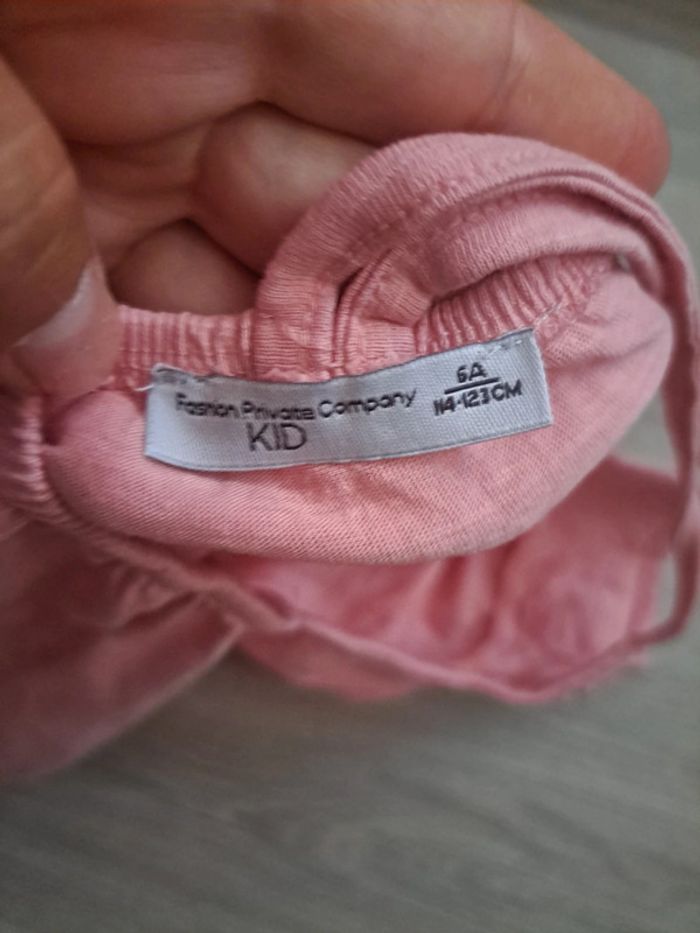 Fashion Private Company
KID
6A
114-123CM